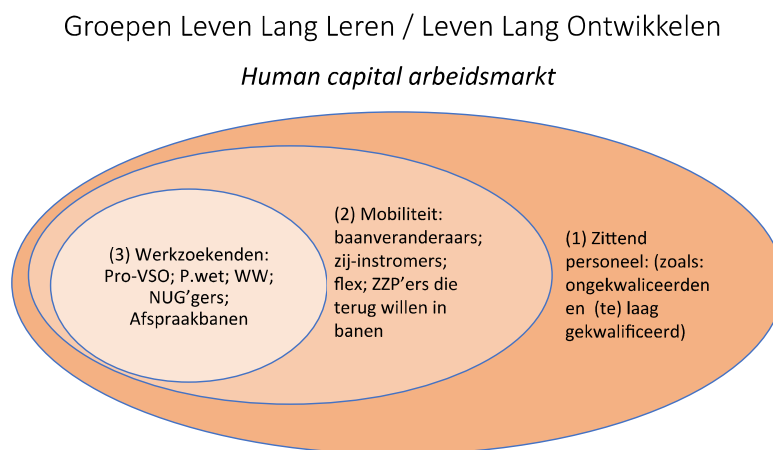 Groepen Leven Lang Leren / Leven Lang Ontwikkelen
Human capital arbeidsmarkt
(3) Werkzoekenden:
Pro-VSO; P.wet; WW;
NUG’gers;
Afspraakbanen
(2) Mobiliteit:
baanveranderaars;
zij-instromers;
flex; ZZP’ers die
terug willen in
banen
(1) Zittend
personeel: (zoals:
ongekwaliceerden
en (te) laag
gekwalificeerd)